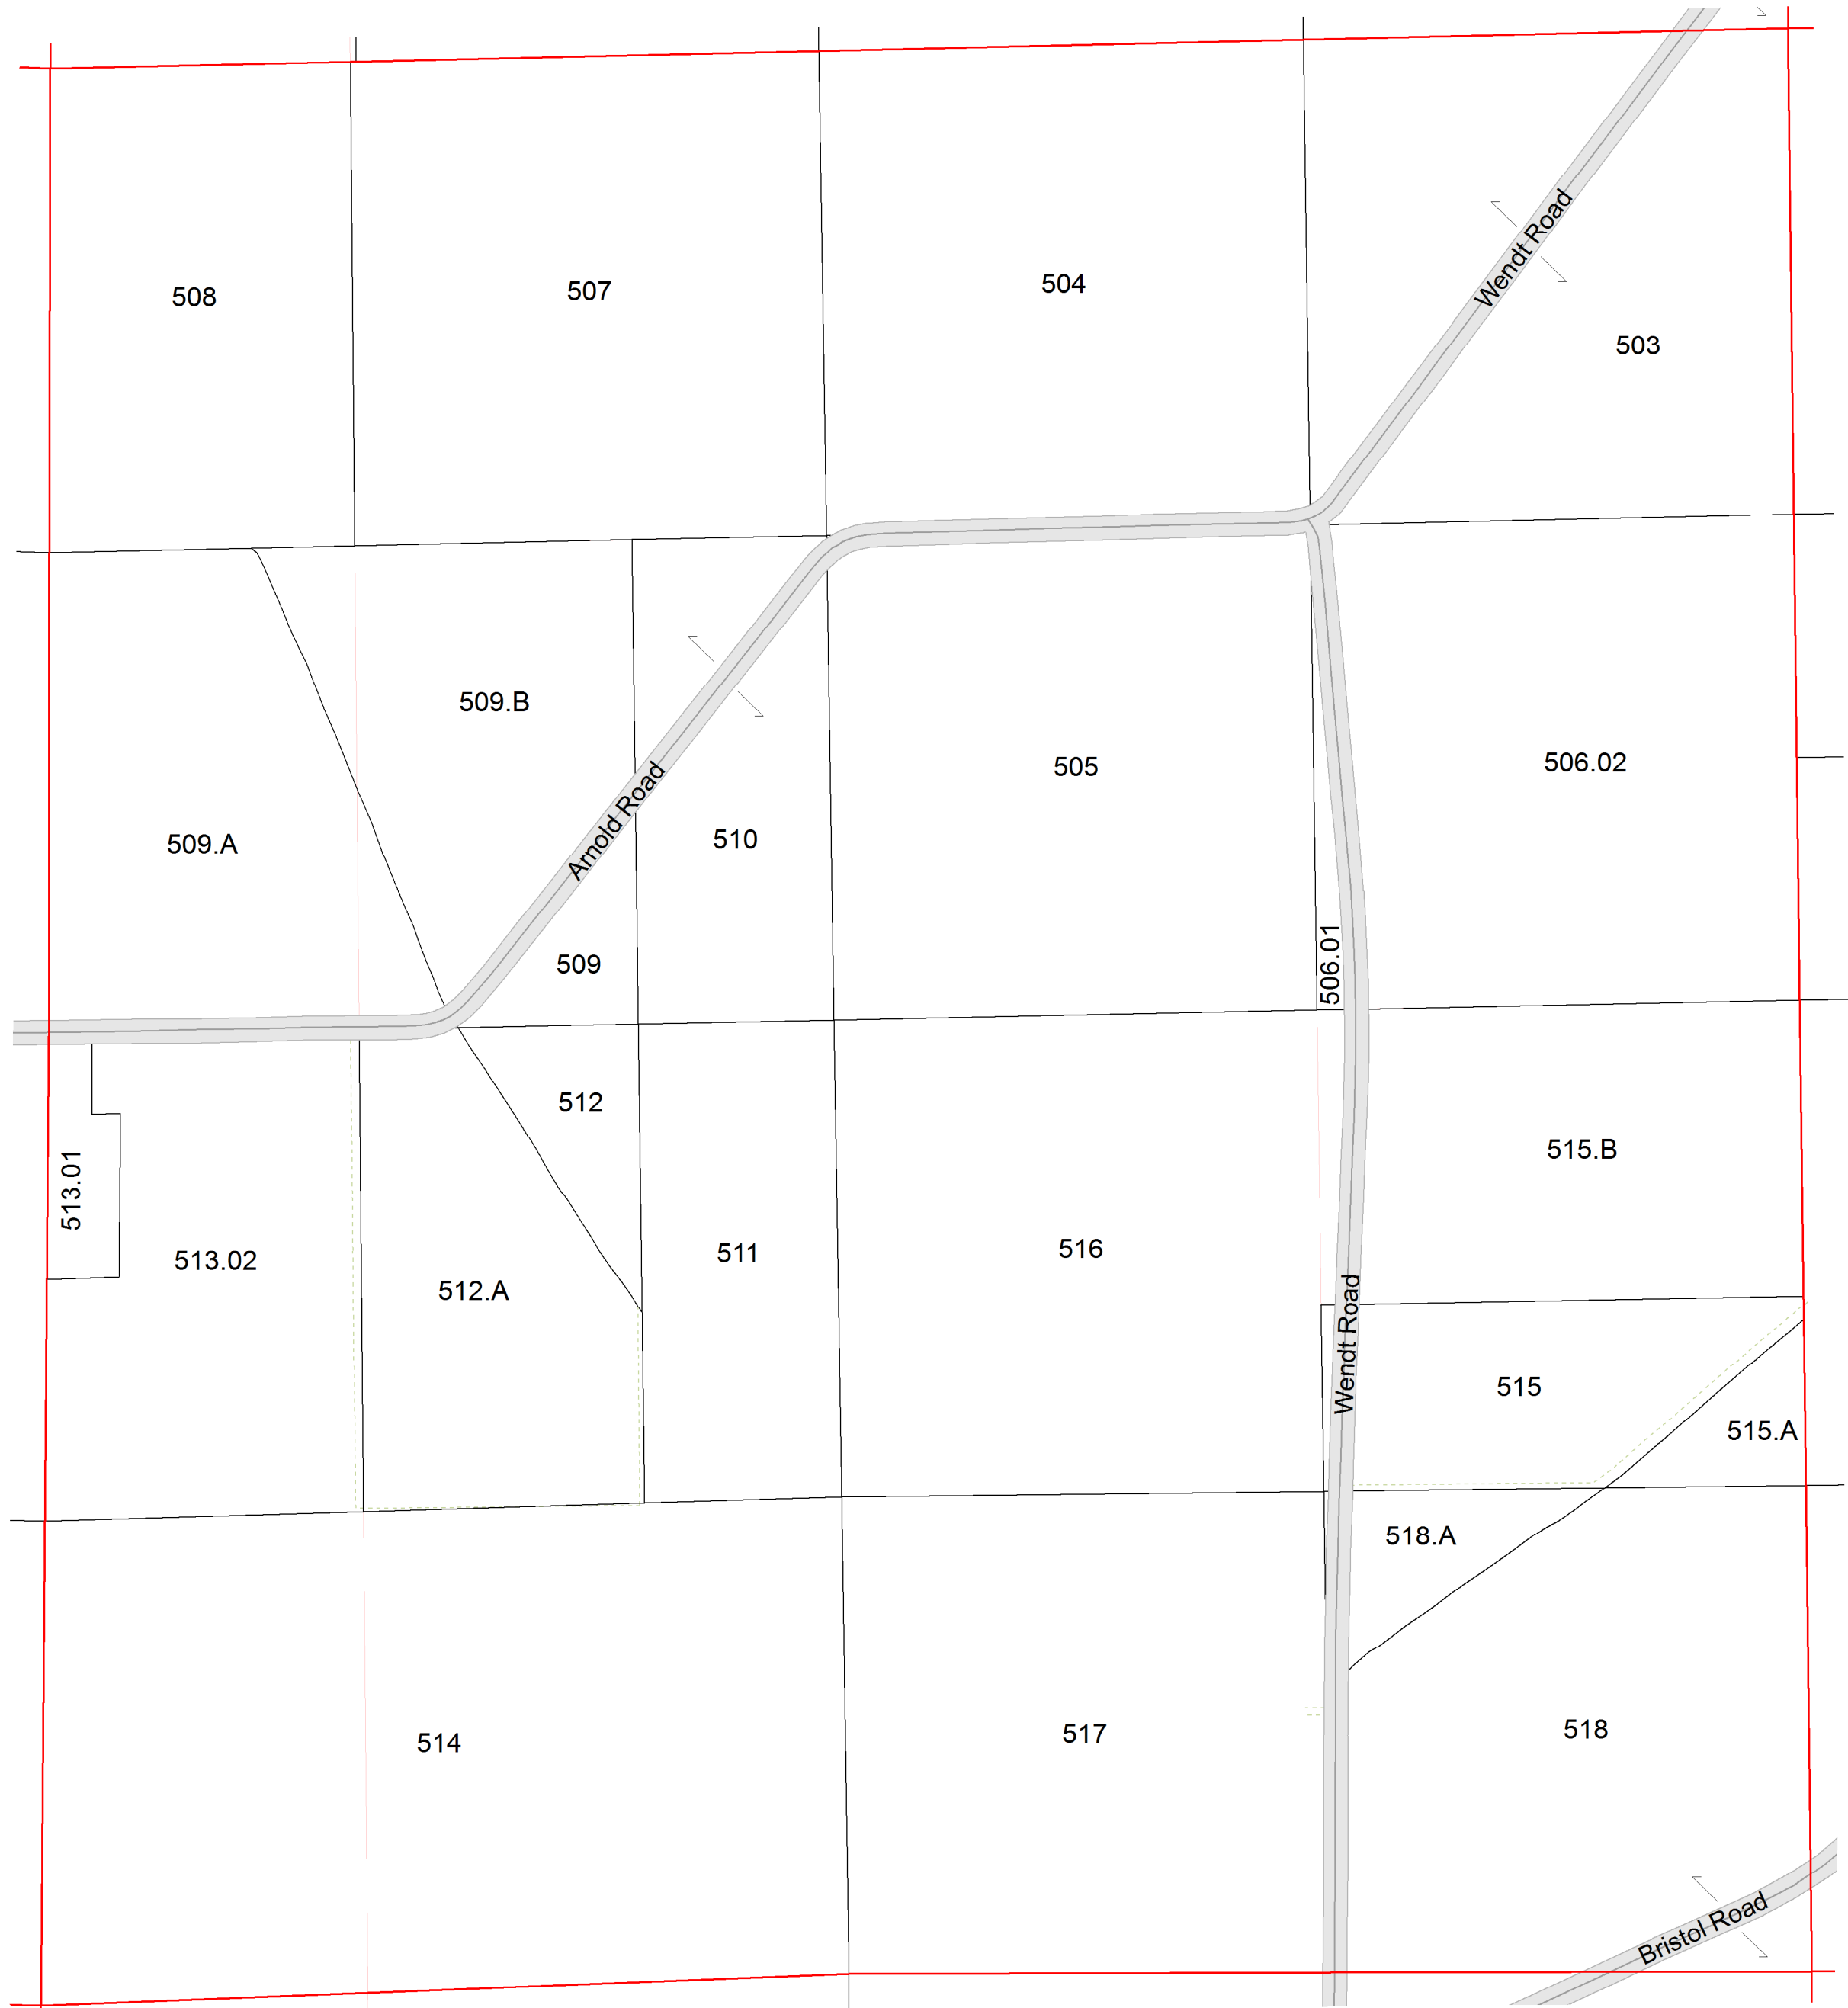 Wendt Road
504
507
508
503
509.B
506.02
505
Arnold Road
510
509.A
509
506.01
512
515.B
513.01
516
511
513.02
512.A
Wendt Road
515
515.A
518.A
518
517
514
Bristol Road